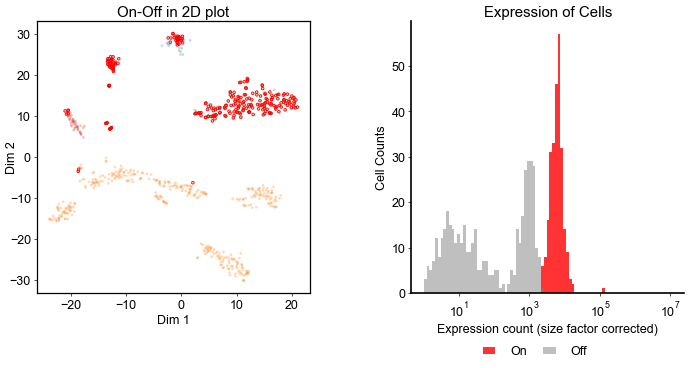 On-Off in 2D plot
30
20
10
0
−10
−20
−30
Dim 2
−20 −10 0 10 20
Dim 1
Expression of Cells
50
40
30
20
10
0
Cell Counts
10^1 10^3 10^5 10^7
Expression count (size factor corrected)
On Off